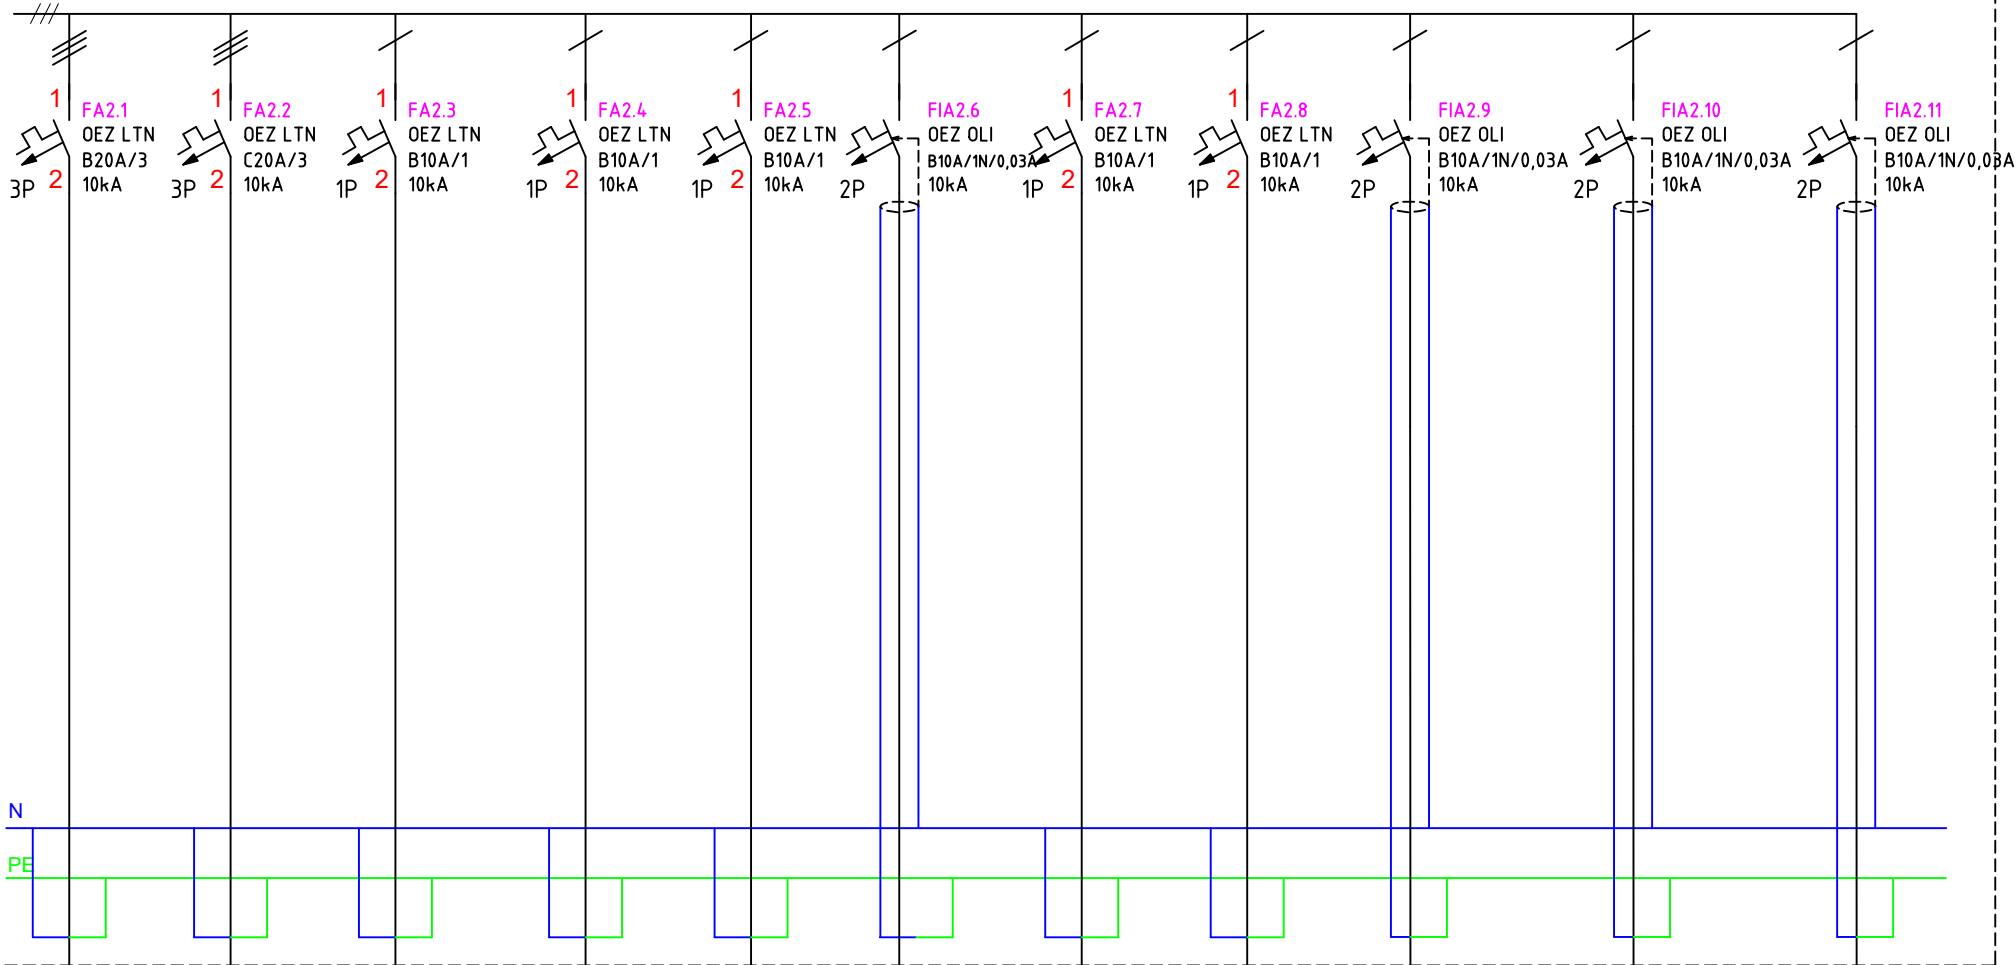 1
FA2.1
OEZ LTN
B20A/3
10kA
3P
2
1
FA2.2
OEZ LTN
C20A/3
10kA
3P
2
1
FA2.3
OEZ LTN
B10A/1
10kA
1P
2
1
FA2.4
OEZ LTN
B10A/1
10kA
1P
2
1
FA2.5
OEZ LTN
B10A/1
10kA
1P
2
FIA2.6
OEZ OLI
B10A/1N/0,03A
10kA
2P
1
FA2.7
OEZ LTN
B10A/1
10kA
1P
2
1
FA2.8
OEZ LTN
B10A/1
10kA
1P
2
FIA2.9
OEZ OLI
B10A/1N/0,03A
10kA
2P
FIA2.10
OEZ OLI
B10A/1N/0,03A
10kA
2P
FIA2.11
OEZ OLI
B10A/1N/0,03A
10kA
2P
N
PE